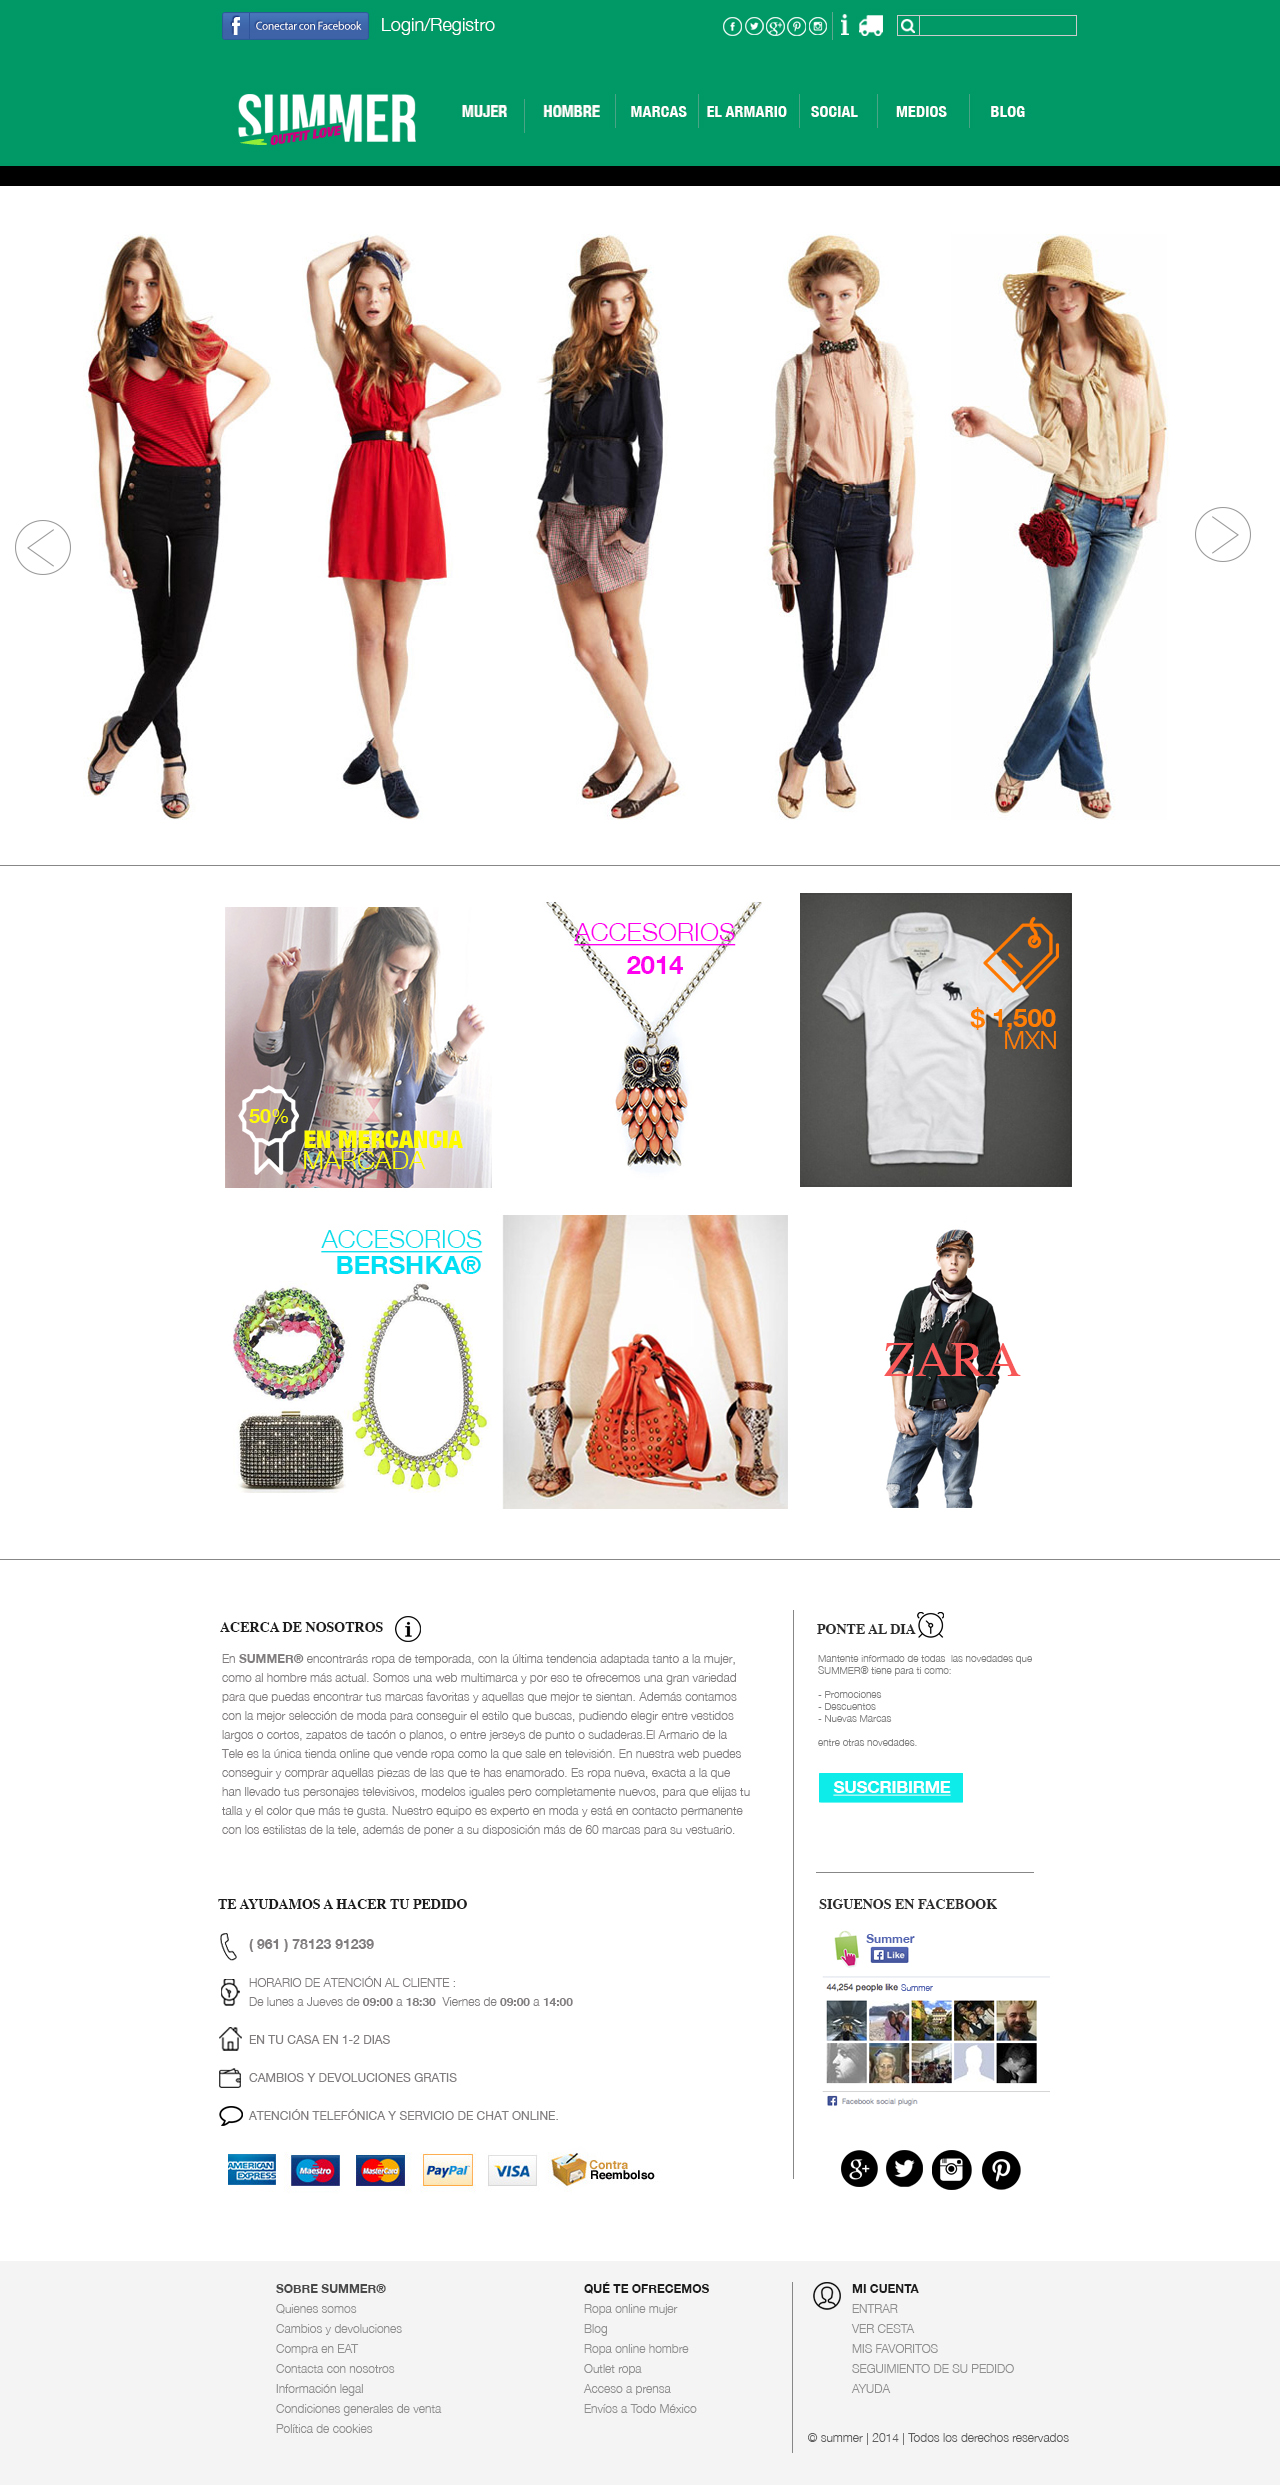 Conectar con Facebook
Login/Registro
SUMMER
OUTFIT LOVE
MUJER
HOMBRE
MARCAS
EL ARMARIO
SOCIAL
MEDIOS
BLOG
50%
EN MERCANCIA
MARCADA
ACCESORIOS
2014
$ 1,500
MXN
ACCESORIOS
BERSHKA®
ZARA
ACERCA DE NOSOTROS
En SUMMER® encontrarás ropa de temporada, con la última tendencia adaptada tanto a la mujer,
como al hombre más actual. Somos una web multimarca y por eso te ofrecemos una gran variedad
para que puedas encontrar tus marcas favoritas y aquellas que mejor te sientan. Además contamos
con la mejor selección de moda para conseguir el estilo que buscas, pudiendo elegir entre vestidos
largos o cortos, zapatos de tacón o planos, o entre jerseys de punto o sudaderas.El Armario de la
Tele es la única tienda online que vende ropa como la que sale en televisión. En nuestra web puedes
conseguir y comprar aquellas piezas de las que te has enamorado. Es ropa nueva, exacta a la que
han llevado tus personajes televisivos, modelos iguales pero completamente nuevos, para que elijas tu
talla y el color que más te gusta. Nuestro equipo es experto en moda y está en contacto permanente
con los estilistas de la tele, además de poner a su disposición más de 60 marcas para su vestuario.
PONTE AL DIA
Mantente informado de todas las novedades que
SUMMER® tiene para ti como:
- Promociones
- Descuentos
- Nuevas Marcas
entre otras novedades.
SUSCRIBIRME
TE AYUDAMOS A HACER TU PEDIDO
( 961 ) 78123 91239
HORARIO DE ATENCIÓN AL CLIENTE :
De lunes a Jueves de 09:00 a 18:30 Viernes de 09:00 a 14:00
EN TU CASA EN 1-2 DIAS
CAMBIOS Y DEVOLUCIONES GRATIS
ATENCIÓN TELEFÓNICA Y SERVICIO DE CHAT ONLINE.
AMERICAN EXPRESS
Maestro
MasterCard
PayPal
VISA
Contra
Reembolso
SIGUENOS EN FACEBOOK
Summer
Like
44,254 people like Summer
Facebook social plugin
SOBRE SUMMER®
Quienes somos
Cambios y devoluciones
Compra en EAT
Contacta con nosotros
Información legal
Condiciones generales de venta
Política de cookies
QUÉ TE OFRECEMOS
Ropa online mujer
Blog
Ropa online hombre
Outlet ropa
Acceso a prensa
Envíos a Todo México
MI CUENTA
ENTRAR
VER CESTA
MIS FAVORITOS
SEGUIMIENTO DE SU PEDIDO
AYUDA
© summer | 2014 | Todos los derechos reservados